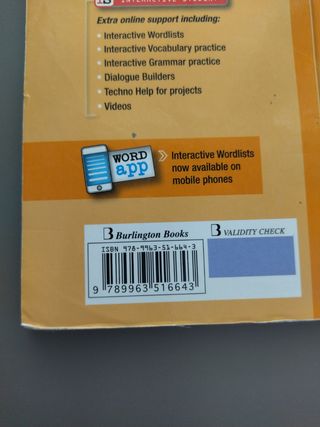 INTERACTIVE STUDENT
Extra online support including:
• Interactive Wordlists
• Interactive Vocabulary practice
• Interactive Grammar practice
• Dialogue Builders
• Techno Help for projects
• Videos
WORD
app
Interactive Wordlists
now available on
mobile phones
B Burlington Books
B VALIDITY CHECK
ISBN 978-9963-51-664-3
9 789963 516643